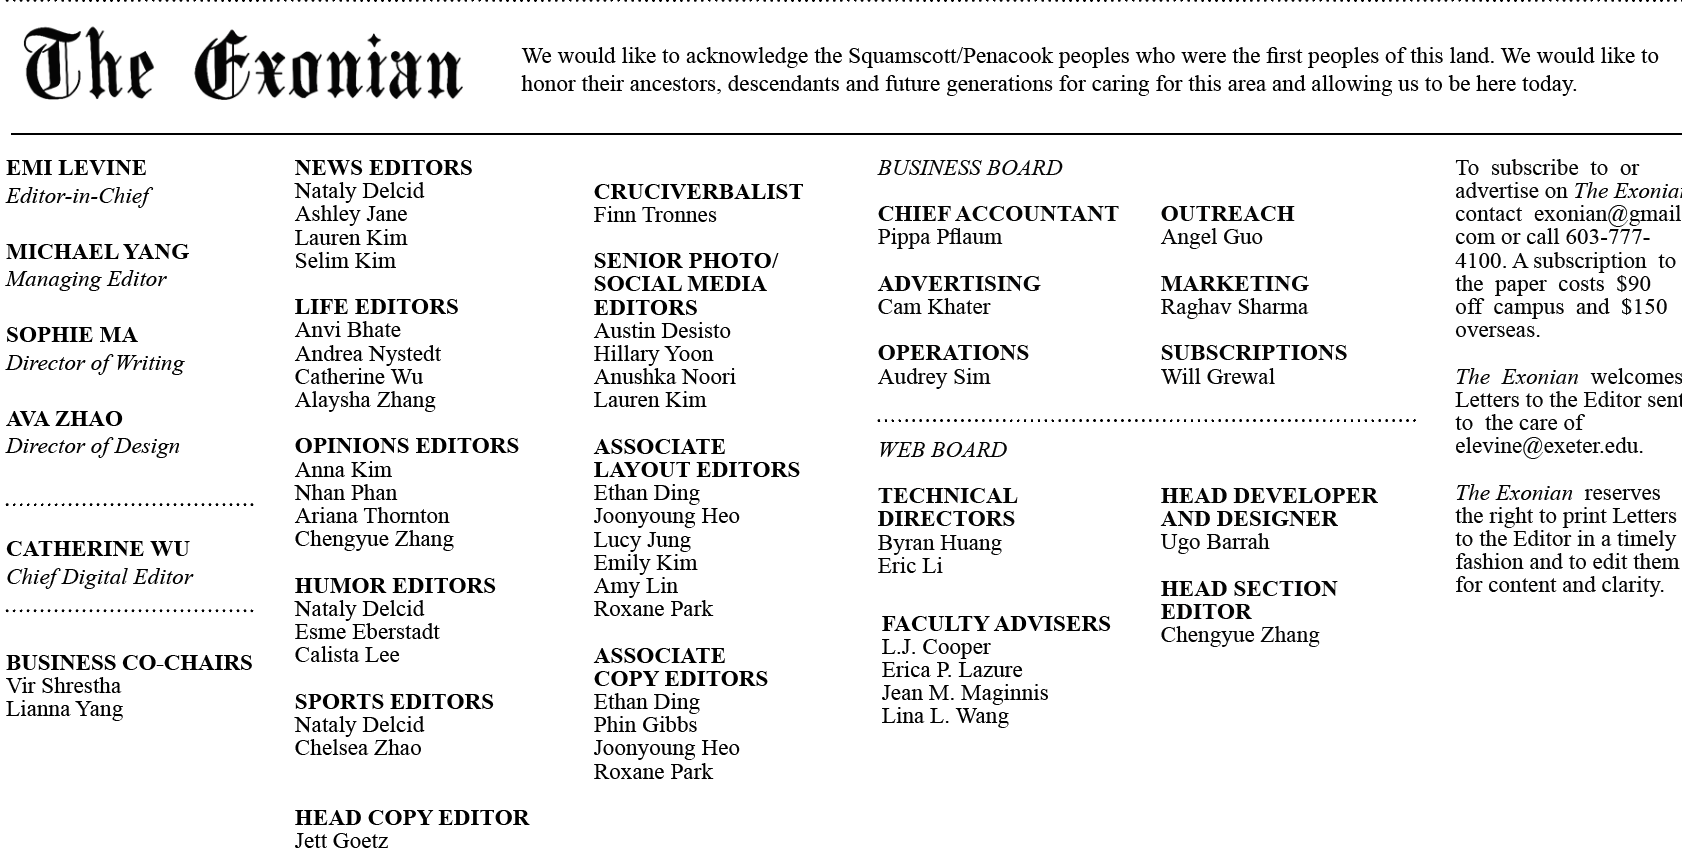 The Exonian
We would like to acknowledge the Squamscott/Penacook peoples who were the first peoples of this land. We would like to
honor their ancestors, descendants and future generations for caring for this area and allowing us to be here today.
EMI LEVINE
Editor-in-Chief
MICHAEL YANG
Managing Editor
SOPHIE MA
Director of Writing
AVA ZHAO
Director of Design
CATHERINE WU
Chief Digital Editor
BUSINESS CO-CHAIRS
Vir Shrestha
Lianna Yang
NEWS EDITORS
Nataly Delcid
Ashley Jane
Lauren Kim
Selim Kim
LIFE EDITORS
Anvi Bhate
Andrea Nystedt
Catherine Wu
Alaysha Zhang
OPINIONS EDITORS
Anna Kim
Nhan Phan
Ariana Thornton
Chengyue Zhang
HUMOR EDITORS
Nataly Delcid
Esme Eberstadt
Calista Lee
SPORTS EDITORS
Nataly Delcid
Chelsea Zhao
HEAD COPY EDITOR
Jett Goetz
CRUCIVERBALIST
Finn Tronnes
SENIOR PHOTO/
SOCIAL MEDIA
EDITORS
Austin Desisto
Hillary Yoon
Anushka Noori
Lauren Kim
ASSOCIATE
LAYOUT EDITORS
Ethan Ding
Joonyoung Heo
Lucy Jung
Emily Kim
Amy Lin
Roxane Park
ASSOCIATE
COPY EDITORS
Ethan Ding
Phin Gibbs
Joonyoung Heo
Roxane Park
BUSINESS BOARD
CHIEF ACCOUNTANT
Pippa Pflaum
ADVERTISING
Cam Khater
OPERATIONS
Audrey Sim
OUTREACH
Angel Guo
MARKETING
Raghav Sharma
SUBSCRIPTIONS
Will Grewal
WEB BOARD
TECHNICAL
DIRECTORS
Byran Huang
Eric Li
FACULTY ADVISERS
L.J. Cooper
Erica P. Lazure
Jean M. Maginnis
Lina L. Wang
HEAD DEVELOPER
AND DESIGNER
Ugo Barrah
HEAD SECTION
EDITOR
Chengyue Zhang
To subscribe to or
advertise on The Exonian
contact exonian@gmail
com or call 603-777-
4100. A subscription to
the paper costs $90
off campus and $150
overseas.
The Exonian welcomes
Letters to the Editor sent
to the care of
elevine@exeter.edu.
The Exonian reserves
the right to print Letters
to the Editor in a timely
fashion and to edit them
for content and clarity.